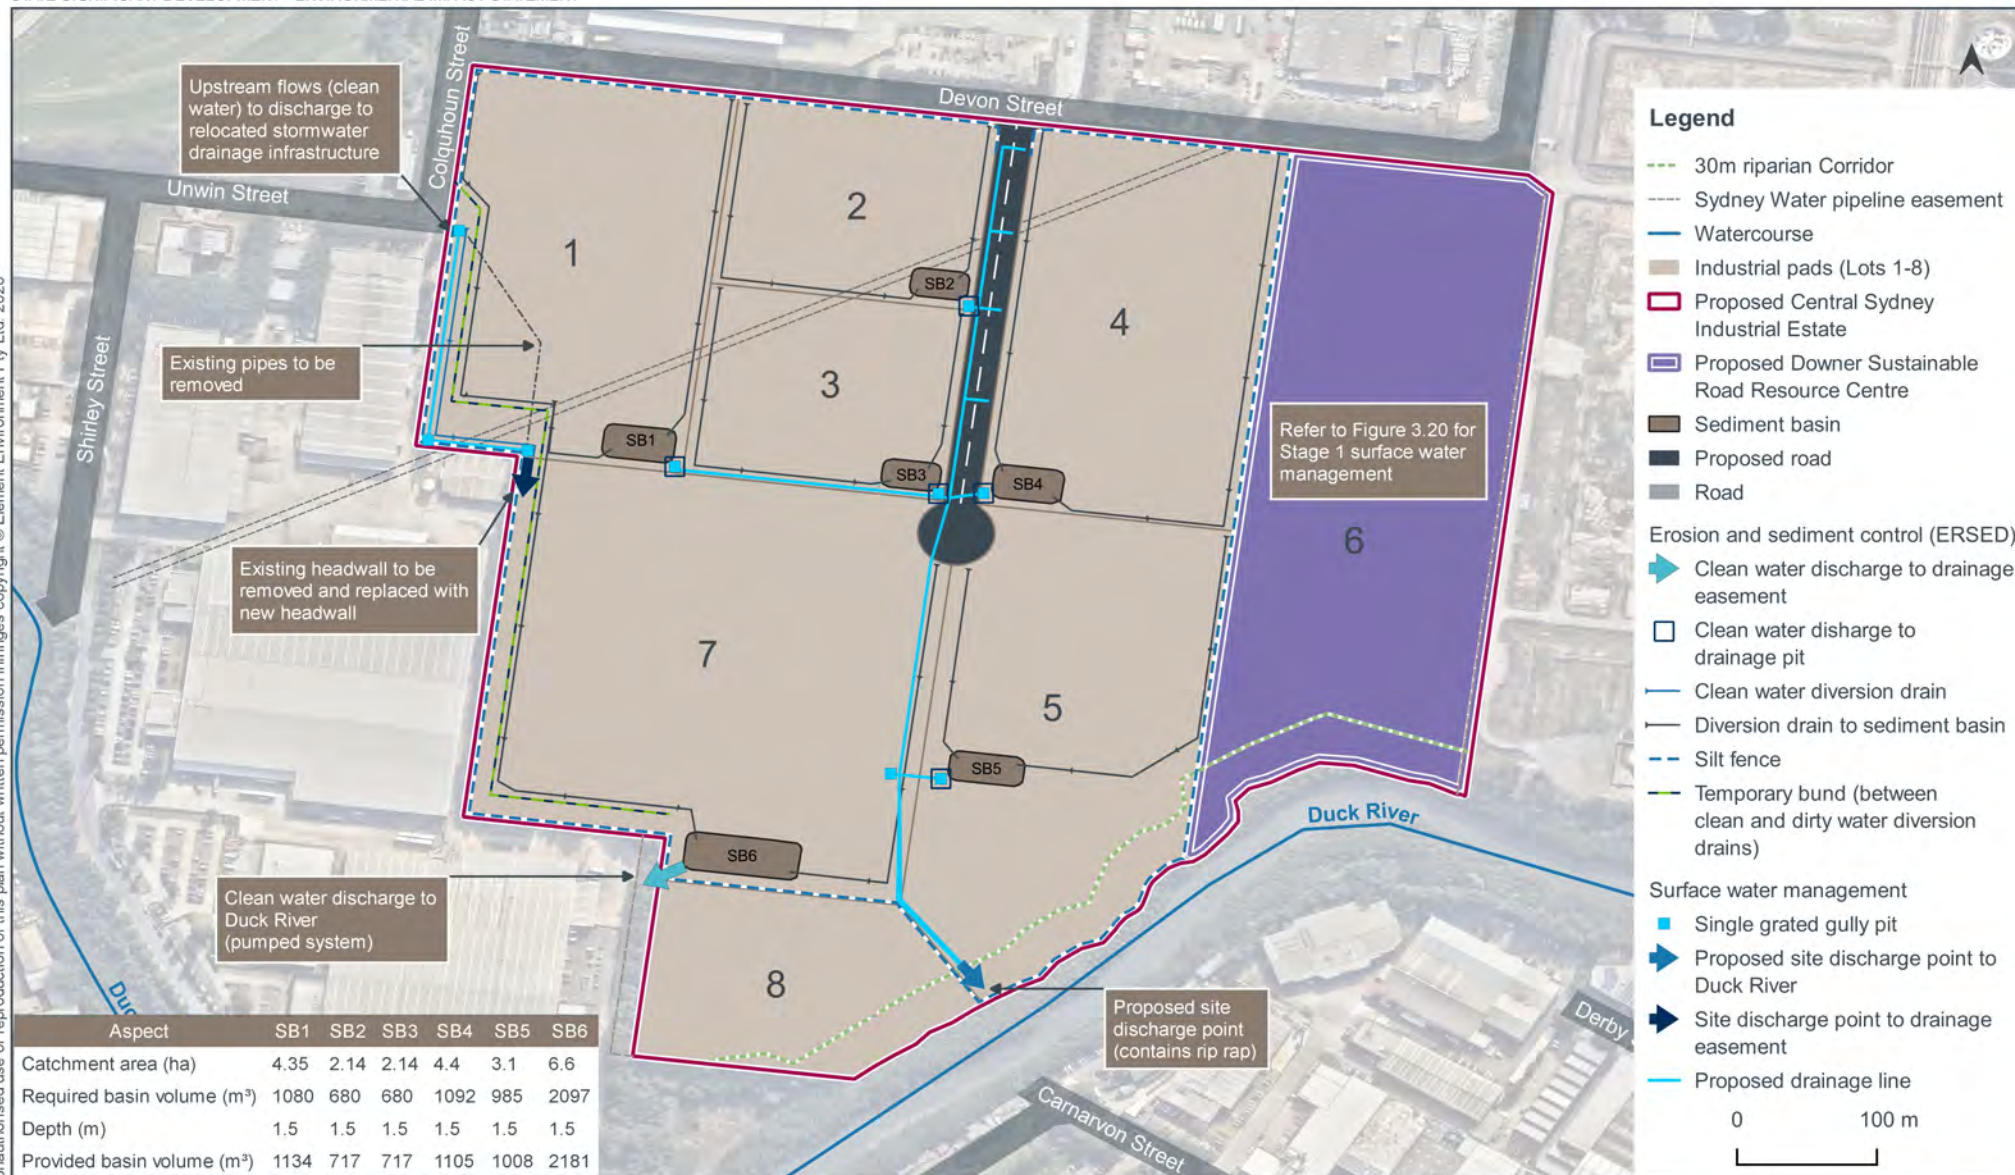 Colquhoun Street
Devon Street
Unwin Street
Shirley Street
Upstream flows (clean
water) to discharge to
relocated stormwater
drainage infrastructure
Existing pipes to be
removed
Existing headwall to be
removed and replaced with
new headwall
Clean water discharge to
Duck River
(pumped system)
Refer to Figure 3.20 for
Stage 1 surface water
management
Proposed site
discharge point
(contains rip rap)
1
2
3
4
5
6
7
8
SB1
SB2
SB3
SB4
SB5
SB6
Duck River
Derby
Carnarvon Street
Aspect SB1 SB2 SB3 SB4 SB5 SB6
Catchment area (ha) 4.35 2.14 2.14 4.4 3.1 6.6
Required basin volume (m³) 1080 680 680 1092 985 2097
Depth (m) 1.5 1.5 1.5 1.5 1.5 1.5
Provided basin volume (m³) 1134 717 717 1105 1008 2181
Legend
30m riparian Corridor
Sydney Water pipeline easement
Watercourse
Industrial pads (Lots 1-8)
Proposed Central Sydney
Industrial Estate
Proposed Downer Sustainable
Road Resource Centre
Sediment basin
Proposed road
Road
Erosion and sediment control (ERSED)
Clean water discharge to drainage
easement
Clean water disharge to
drainage pit
Clean water diversion drain
Diversion drain to sediment basin
Silt fence
Temporary bund (between
clean and dirty water diversion
drains)
Surface water management
Single grated gully pit
Proposed site discharge point to
Duck River
Site discharge point to drainage
easement
Proposed drainage line
0 100 m